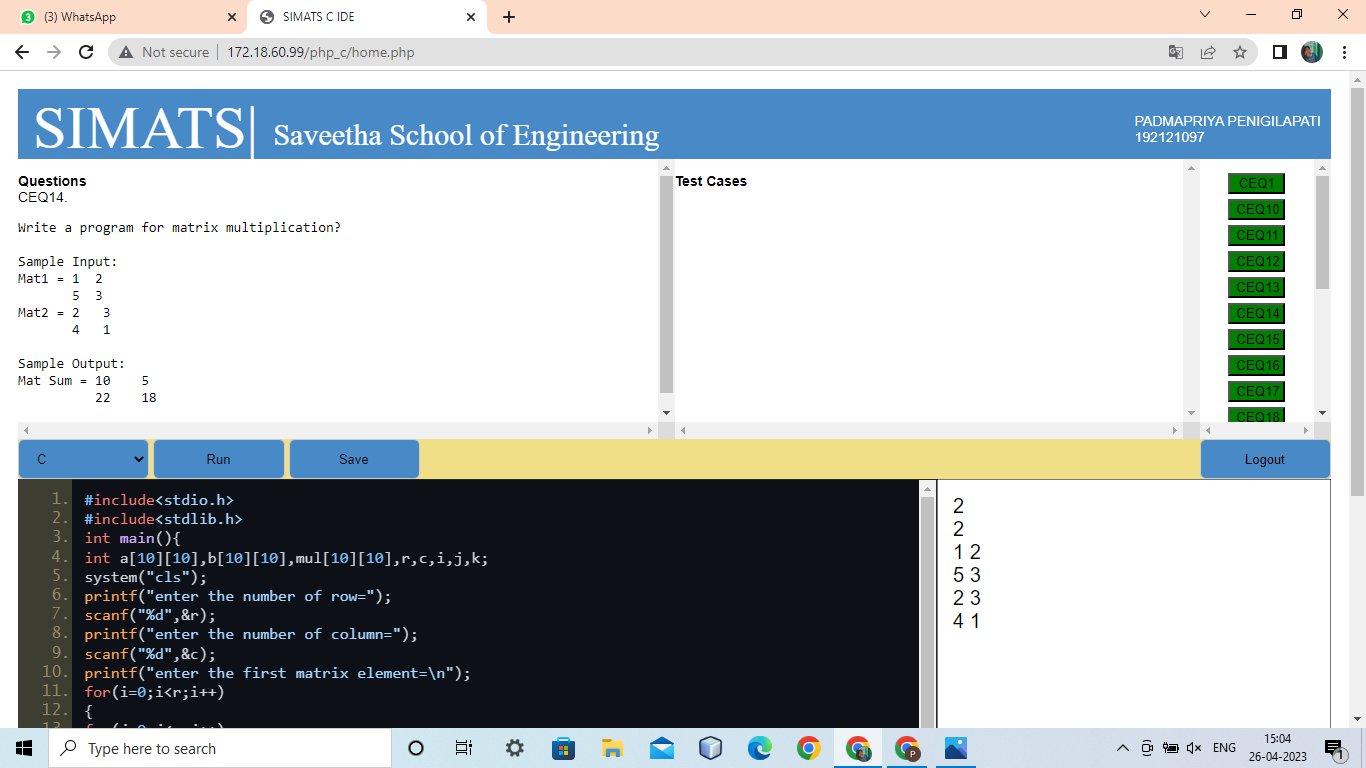 (3) WhatsApp
SIMATS C IDE
Not secure
172.18.60.99/php_c/home.php
SIMATS| Saveetha School of Engineering
PADMAPRIYA PENIGILAPATI
192121097
Questions
CEQ14.
Write a program for matrix multiplication?
Sample Input:
Mat1 = 1 2
5 3
Mat2 = 2 3
4 1
Sample Output:
Mat Sum = 10 5
22 18
Test Cases
CEQ1
CEQ10
CEQ11
CEQ12
CEQ13
CEQ14
CEQ15
CEQ16
CEQ17
CEQ18
C
Run
Save
Logout
1. #include<stdio.h>
2. #include<stdlib.h>
3. int main(){
4. int a[10][10],b[10][10],mul[10][10],r,c,i,j,k;
5. system("cls");
6. printf("enter the number of row=");
7. scanf("%d",&r);
8. printf("enter the number of column=");
9. scanf("%d",&c);
10. printf("enter the first matrix element=\n");
11. for(i=0;i<r;i++)
12. {
13.
2
2
1 2
5 3
2 3
4 1
Type here to search
P
ENG
15:04
26-04-2023
1